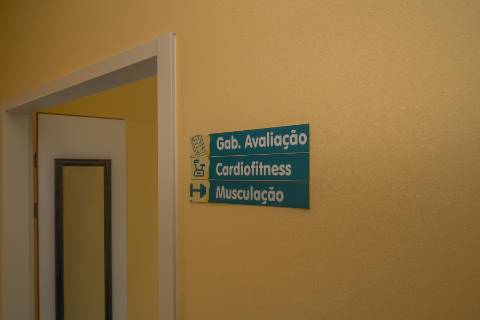 Gab. Avaliação
Cardiofitness
Musculação